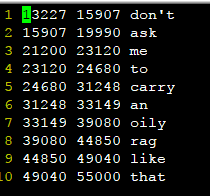 1 13227 15907 don't
2 15907 19990 ask
3 21200 23120 me
4 23120 24680 to
5 24680 31248 carry
6 31248 33149 an
7 33149 39080 oily
8 39080 44850 rag
9 44850 49040 like
10 49040 55000 that